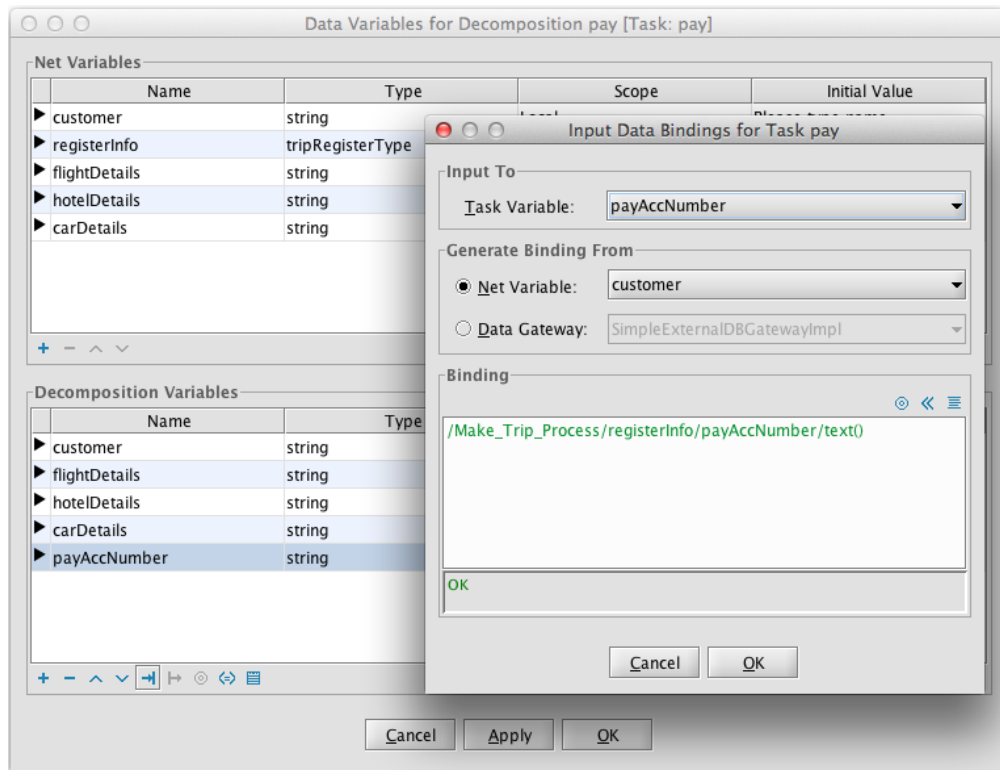 Data Variables for Decomposition pay [Task: pay]
Net Variables
Name Type Scope Initial Value
customer string
registerInfo tripRegisterType
flightDetails string
hotelDetails string
carDetails string
Decomposition Variables
Name Type
customer string
flightDetails string
hotelDetails string
carDetails string
payAccNumber string
Cancel Apply OK
Input Data Bindings for Task pay
Input To
Task Variable: payAccNumber
Generate Binding From
Net Variable: customer
Data Gateway: SimpleExternalDBGatewayImpl
Binding
/Make_Trip_Process/registerInfo/payAccNumber/text()
OK
Cancel OK